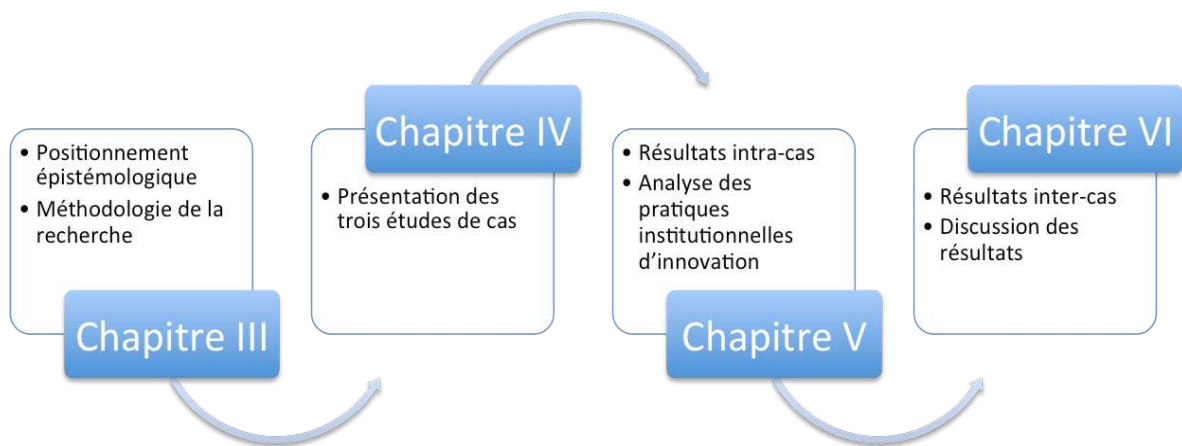 • Positionnement
épistémologique
• Méthodologie de la
recherche
Chapitre III
Chapitre IV
• Présentation des
trois études de cas
• Résultats intra-cas
• Analyse des
pratiques
institutionnelles
d’innovation
Chapitre V
Chapitre VI
• Résultats inter-cas
• Discussion des
résultats